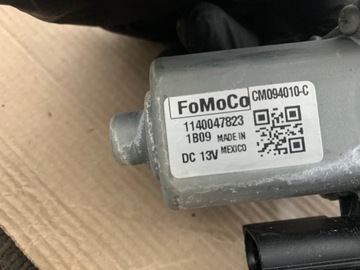 FoMoCo CM094010-C
1140047823
1B09 MADE IN
DC 13V MEXICO